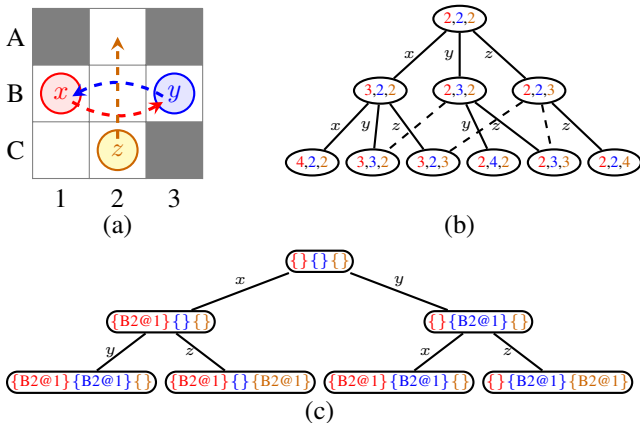 A
B x y
C z
1 2 3
(a)
2,2,2
x y z
3,2,2 2,3,2 2,2,3
x y z y z z
4,2,2 3,3,2 3,2,3 2,4,2 2,3,3 2,2,4
(b)
{}{}{}
x y
{B2@1}{}{} {}{B2@1}{}
y z x z
{B2@1}{B2@1}{} {B2@1}{}{B2@1} {B2@1}{B2@1}{} {}{B2@1}{B2@1}
(c)